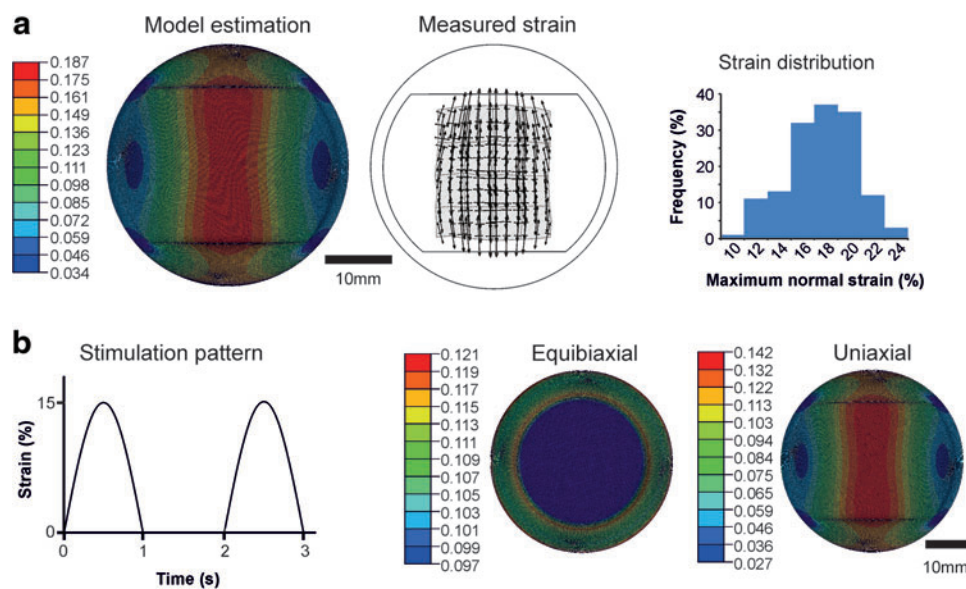 a
Model estimation
Measured strain
Strain distribution
0.187
0.175
0.161
0.149
0.136
0.123
0.111
0.098
0.085
0.072
0.059
0.046
0.034
10mm
Frequency (%)
40
30
20
10
0
10 12 14 16 18 20 22 24
Maximum normal strain (%)
b
Stimulation pattern
Strain (%)
15
0
0 1 2 3
Time (s)
Equibiaxial
0.121
0.119
0.116
0.115
0.113
0.111
0.109
0.107
0.105
0.103
0.101
0.099
0.097
Uniaxial
0.142
0.132
0.122
0.113
0.103
0.094
0.084
0.075
0.065
0.059
0.046
0.036
0.027
10mm